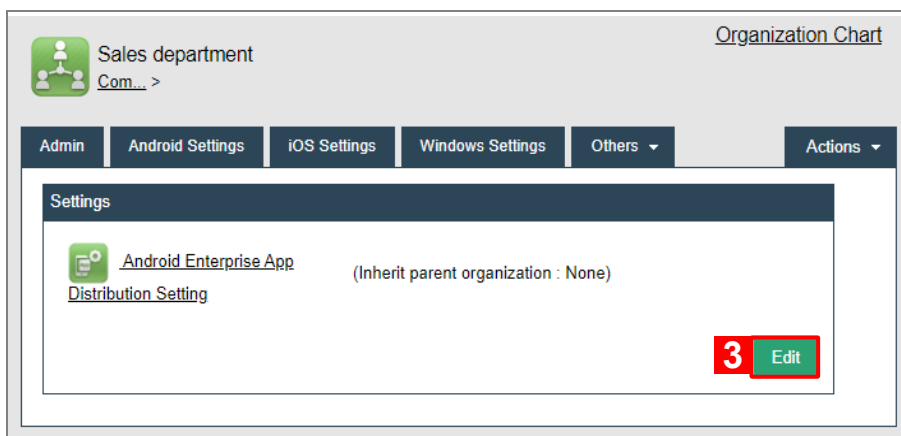 Organization Chart
Sales department
Com... >
Admin
Android Settings
iOS Settings
Windows Settings
Others
Actions
Settings
Android Enterprise App
Distribution Setting
(Inherit parent organization : None)
3
Edit